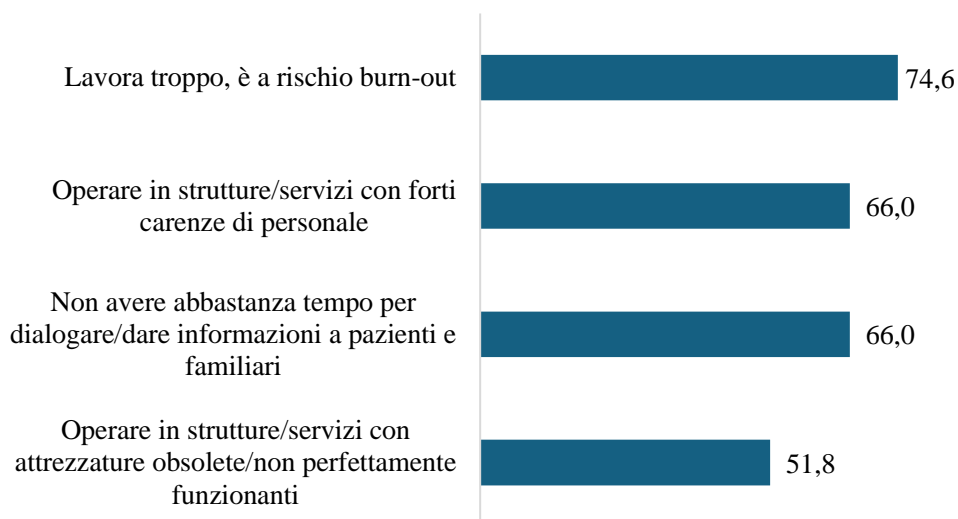 Lavora troppo, è a rischio burn-out
74,6
Operare in strutture/servizi con forti
carenze di personale
66,0
Non avere abbastanza tempo per
dialogare/dare informazioni a pazienti e
familiari
66,0
Operare in strutture/servizi con
attrezzature obsolete/non perfettamente
funzionanti
51,8